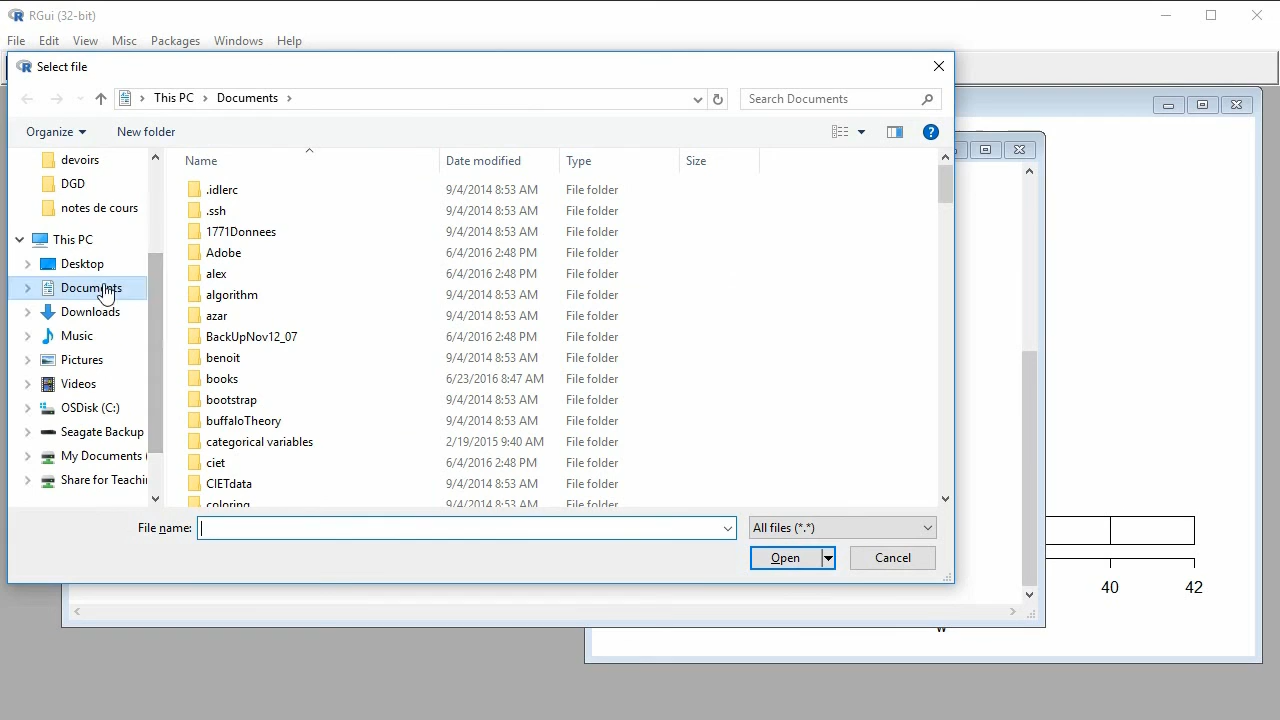 RGui (32-bit)
File Edit View Misc Packages Windows Help
Select file
This PC Documents
Search Documents
Organize New folder
devoirs
DGD
notes de cours
This PC
Desktop
Documents
Downloads
Music
Pictures
Videos
OSDisk (C:)
Seagate Backup
My Documents (
Share for Teachi
Name Date modified Type Size
.idlerc 9/4/2014 8:53 AM File folder
.ssh 9/4/2014 8:53 AM File folder
1771Donnees 9/4/2014 8:53 AM File folder
Adobe 6/4/2016 2:48 PM File folder
alex 6/4/2016 2:48 PM File folder
algorithm 9/4/2014 8:53 AM File folder
azar 9/4/2014 8:53 AM File folder
BackUpNov12_07 6/4/2016 2:48 PM File folder
benoit 9/4/2014 8:53 AM File folder
books 6/23/2016 8:47 AM File folder
bootstrap 9/4/2014 8:53 AM File folder
buffaloTheory 9/4/2014 8:53 AM File folder
categorical variables 2/19/2015 9:40 AM File folder
ciet 6/4/2016 2:48 PM File folder
CIETdata 9/4/2014 8:53 AM File folder
coloring 9/4/2014 8:53 AM File folder
File name: All files (*.*)
Open Cancel
40 42
w